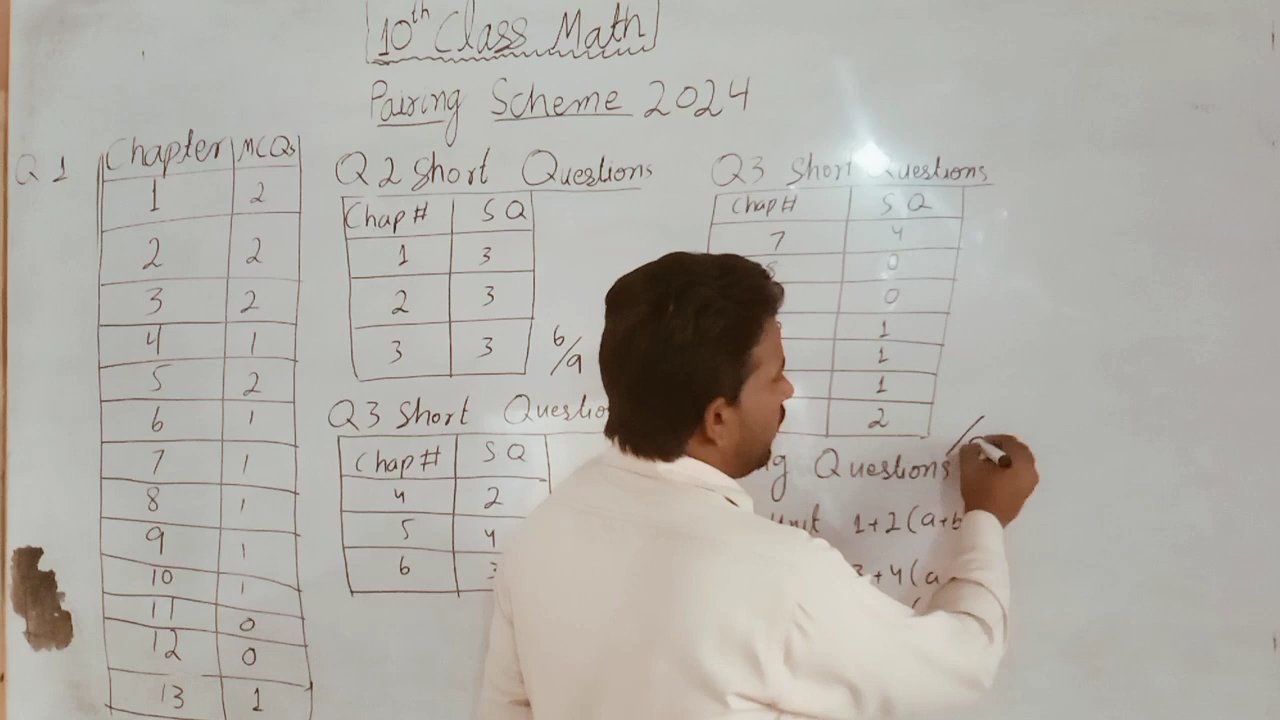 10th Class Math
Pairing Scheme 2024
Q 1
Chapter MCQs
1 2
2 2
3 2
4 1
5 2
6 1
7 1
8 1
9 1
10 1
11 0
12 0
13 1
Q 2 Short Questions
Chap# S Q
1 3
2 3
3 3
6/9
Q3 Short
Chap# S Q
4 2
5 4
6
Q3 Short Questions
Chap# S Q
7 4
8 0
0
1
1
1
2
Questions
Unit 1+2 (a+b
3+4 (a